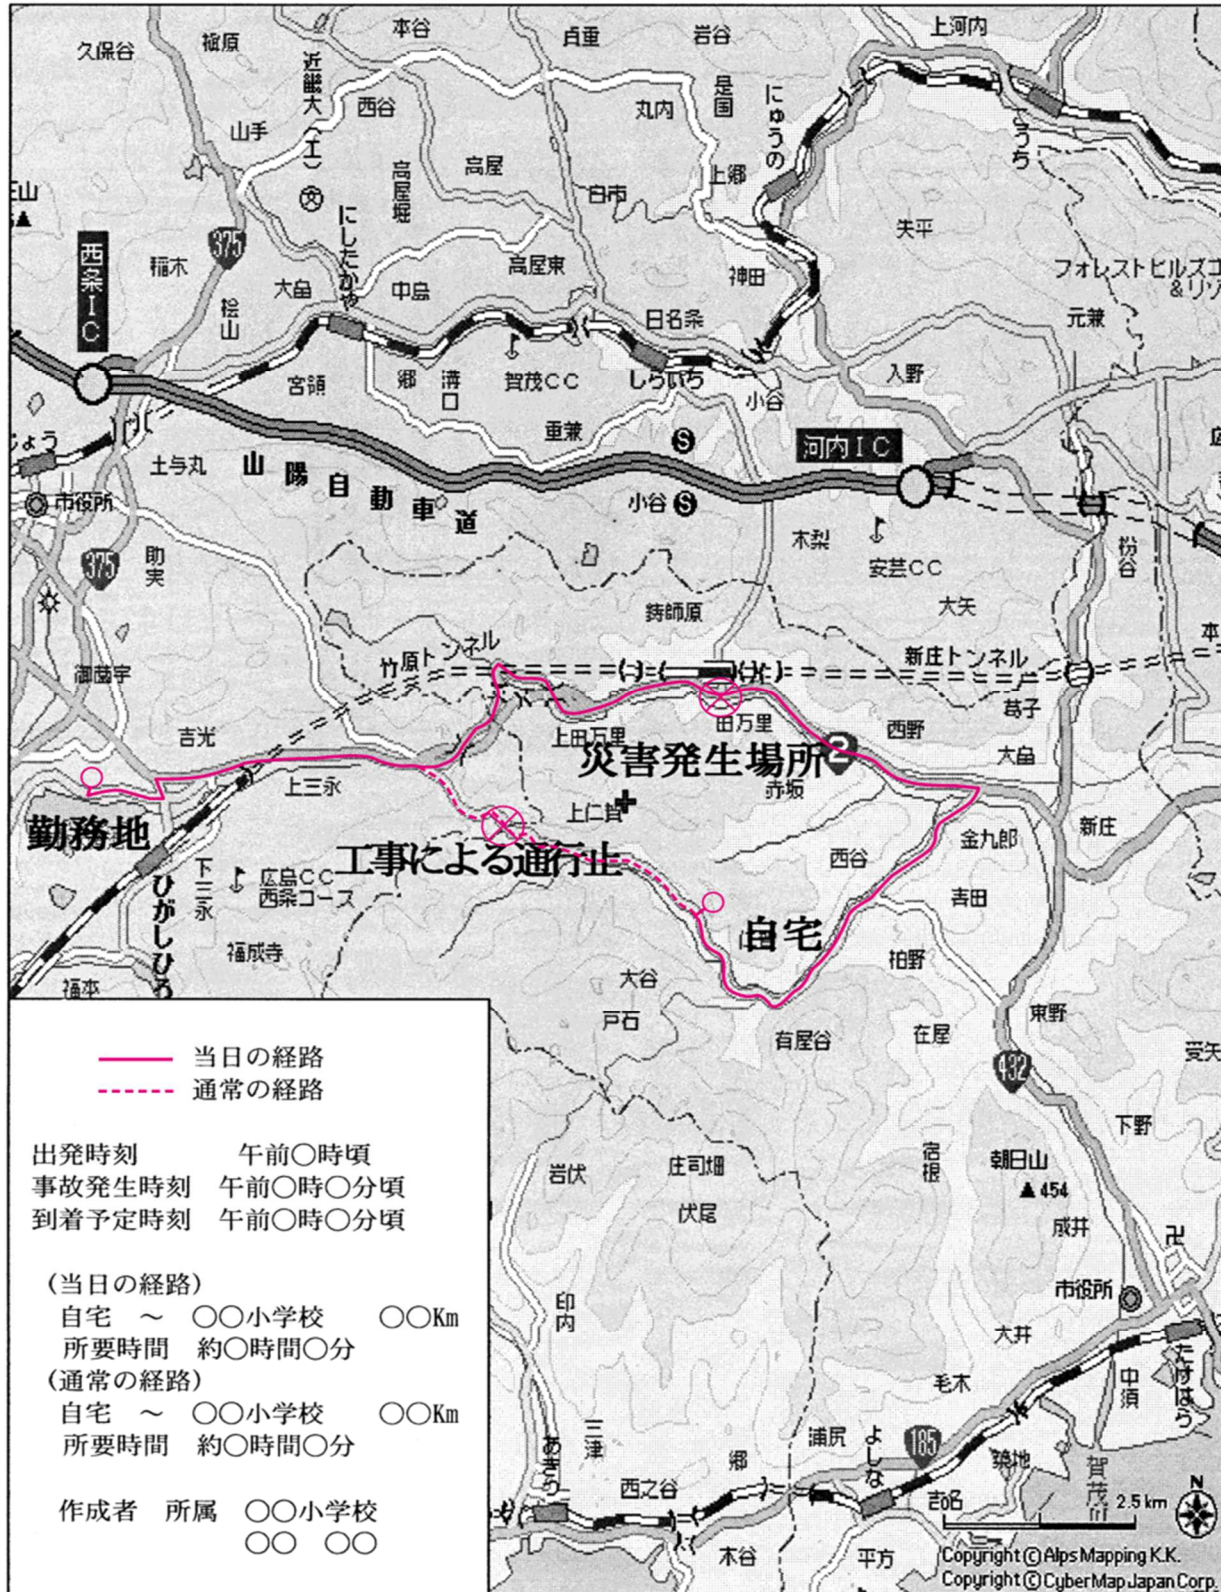 久保谷
槇原
本谷
貞重
岩谷
上河内
近畿大(工)
西谷
丸内
是国
にゅうの
こうち
山手
高屋堀
高屋
白市
上郷
にしたかや
西条IC
375
稲木
桧山
大畠
中島
高屋東
神田
矢平
日名条
元兼
宮領
郷
溝口
賀茂CC
しらいち
小谷
入野
重兼
河内IC
土与丸
山陽自動車道
市役所
小谷
木梨
安芸CC
375
助実
大矢
鋳師原
竹原トンネル
新庄トンネル
御薗宇
葛子
吉光
上田万里
田万里
西野
大畠
災害発生場所
2
上三永
赤坂
勤務地
上仁賀
新庄
金九郎
工事による通行止
西谷
下三永
広島CC
西条コース
吉田
ひがしひろ
自宅
福成寺
柏野
大谷
福本
戸石
有屋谷
在屋
東野
432
下野
当日の経路
通常の経路
出発時刻 午前○時頃
事故発生時刻 午前○時○分頃
到着予定時刻 午前○時○分頃
(当日の経路)
自宅 ～ ○○小学校 ○○Km
所要時間 約○時間○分
(通常の経路)
自宅 ～ ○○小学校 ○○Km
所要時間 約○時間○分
作成者 所属 ○○小学校
○○ ○○
岩伏
庄司畑
宿根
朝日山
454
伏尾
成井
市役所
印内
大井
毛木
中須
たけはら
三津
浦尻
よしな
185
築地
郷
西之谷
吉名
2.5 km
N
木谷
平方
Copyright © Alps Mapping K.K.
Copyright © CyberMap Japan Corp